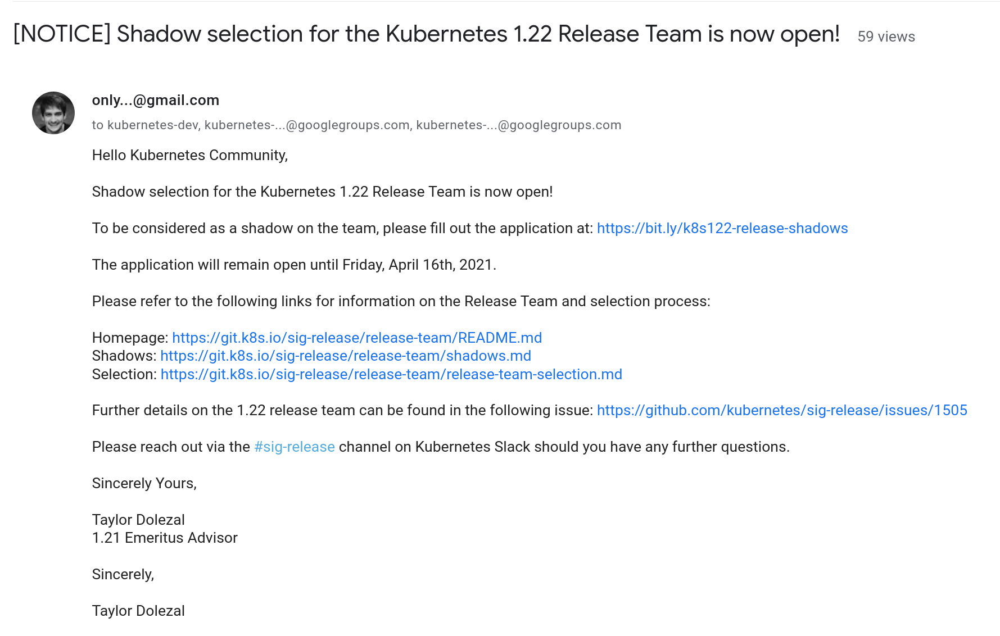 [NOTICE] Shadow selection for the Kubernetes 1.22 Release Team is now open! 59 views
only...@gmail.com
to kubernetes-dev, kubernetes-...@googlegroups.com, kubernetes-...@googlegroups.com
Hello Kubernetes Community,
Shadow selection for the Kubernetes 1.22 Release Team is now open!
To be considered as a shadow on the team, please fill out the application at: https://bit.ly/k8s122-release-shadows
The application will remain open until Friday, April 16th, 2021.
Please refer to the following links for information on the Release Team and selection process:
Homepage: https://git.k8s.io/sig-release/release-team/README.md
Shadows: https://git.k8s.io/sig-release/release-team/shadows.md
Selection: https://git.k8s.io/sig-release/release-team/release-team-selection.md
Further details on the 1.22 release team can be found in the following issue: https://github.com/kubernetes/sig-release/issues/1505
Please reach out via the #sig-release channel on Kubernetes Slack should you have any further questions.
Sincerely Yours,
Taylor Dolezal
1.21 Emeritus Advisor
Sincerely,
Taylor Dolezal